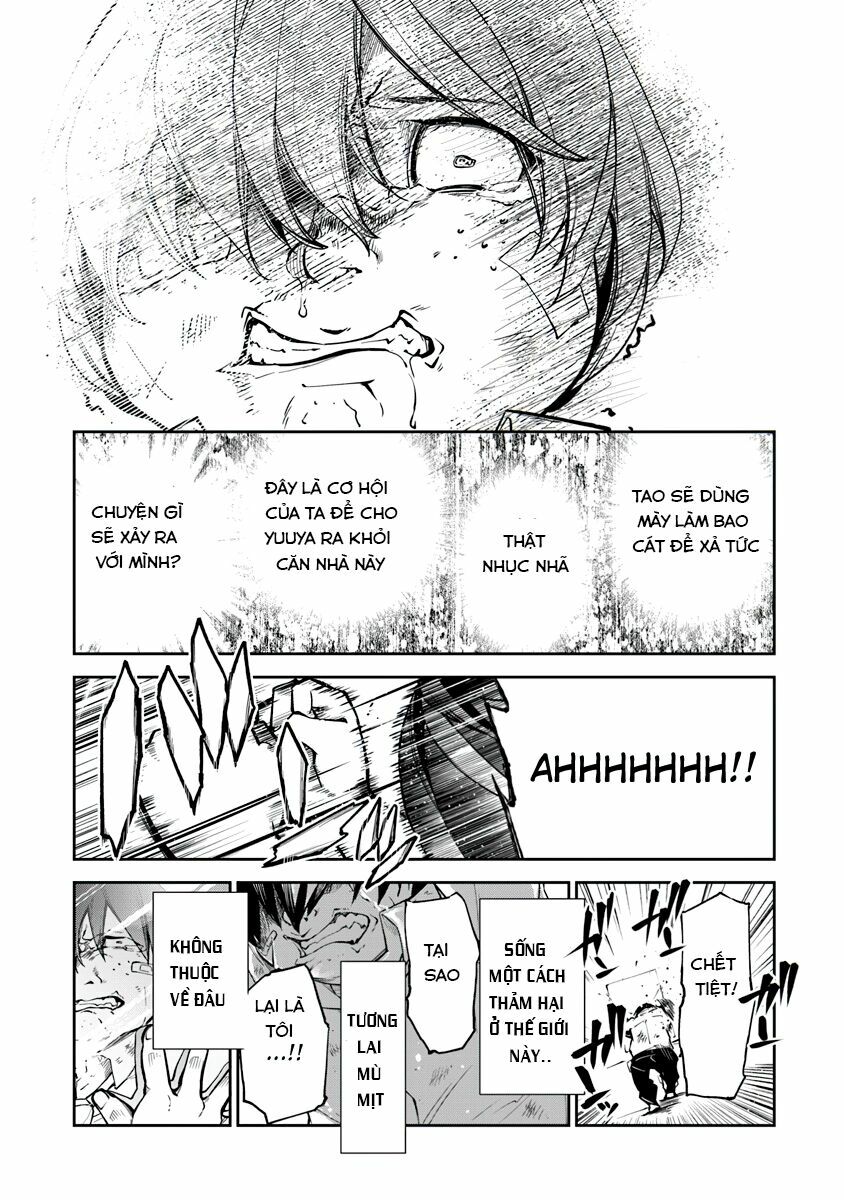 TAO SẼ DÙNG
MÀY LÀM BAO
CÁT ĐỂ XẢ TỨC
THẬT
NHỤC NHÃ
ĐÂY LÀ CƠ HỘI
CỦA TA ĐỂ CHO
YUUYA RA KHỎI
CĂN NHÀ NÀY
CHUYỆN GÌ
SẼ XẢY RA
VỚI MÌNH?
AHHHHHHH!!
CHẾT
TIỆT!
SỐNG
MỘT CÁCH
THẢM HẠI
Ở THẾ GIỚI
NÀY..
TẠI
SAO
TƯƠNG
LAI
MÙ
MỊT
LẠI LÀ
TÔI
...!!
KHÔNG
THUỘC
VỀ ĐÂU